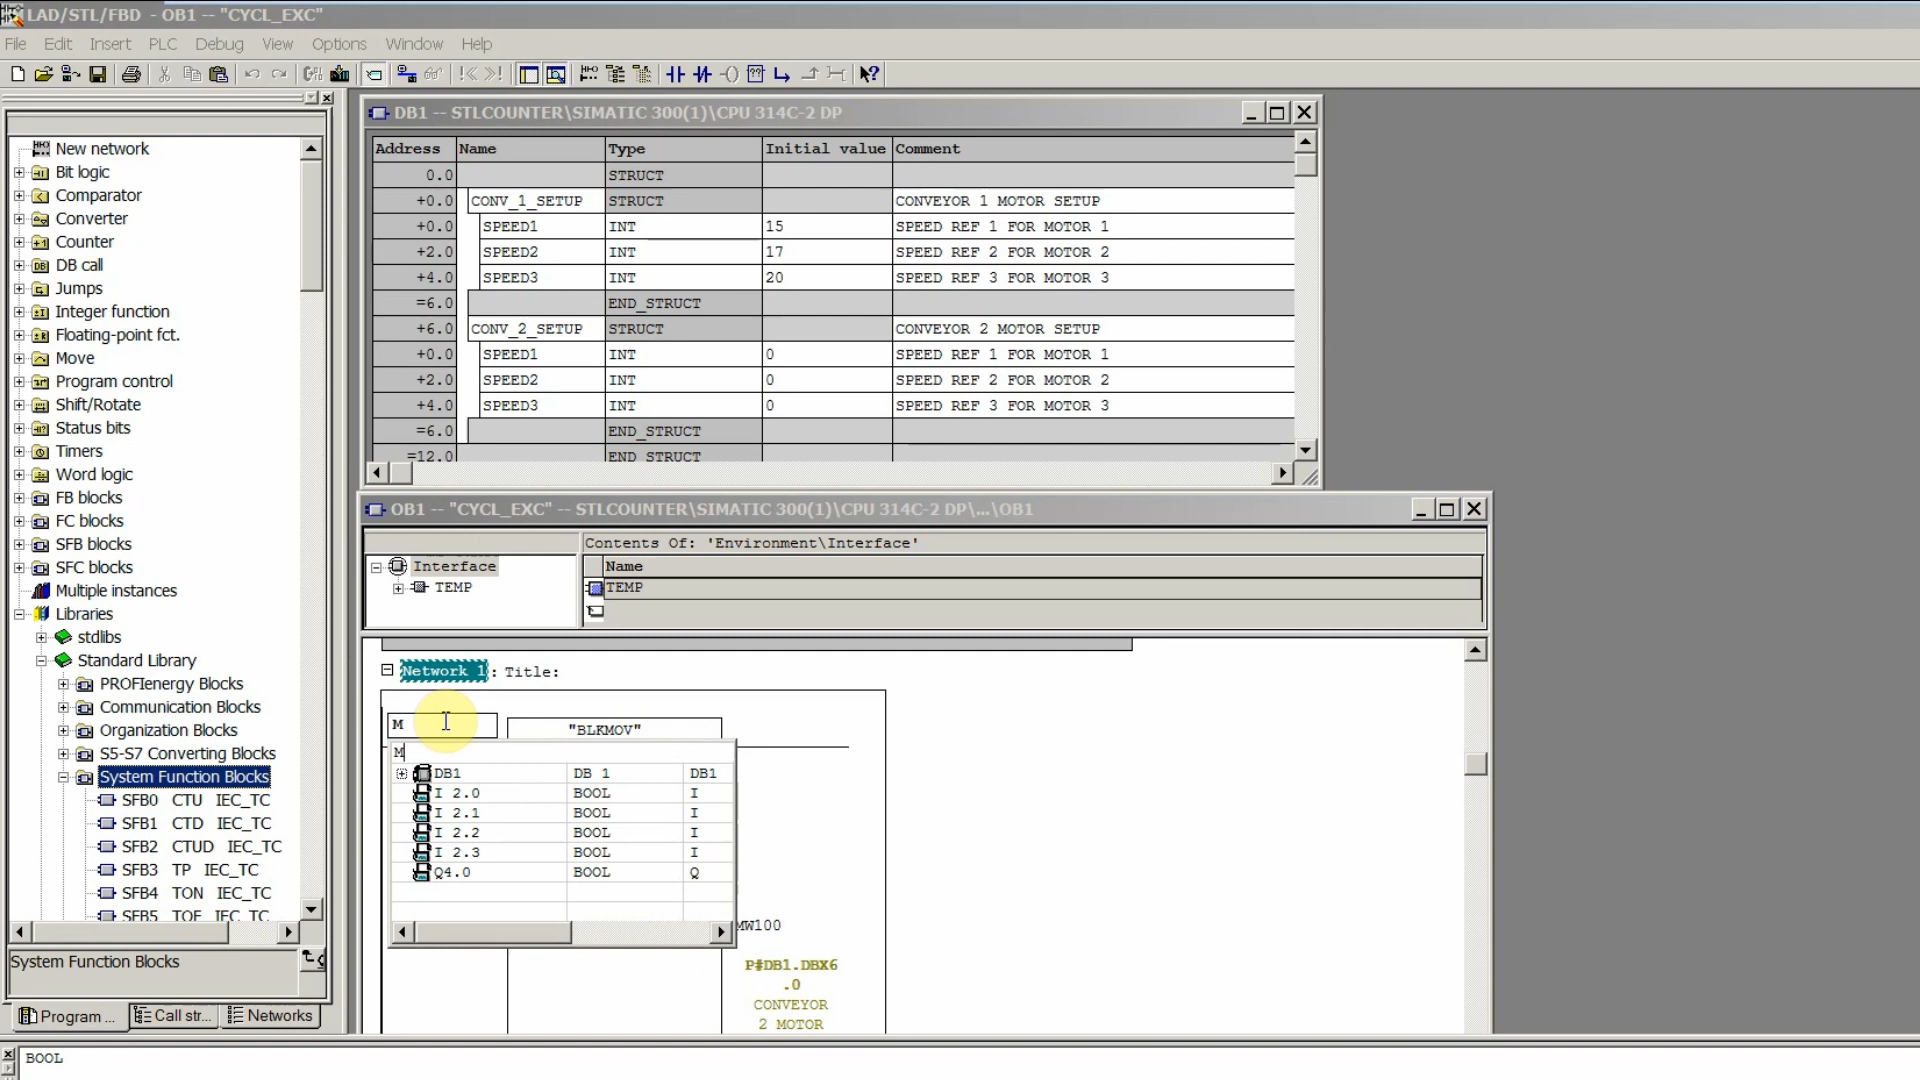 LAD/STL/FBD - OB1 -- "CYCL_EXC"
File Edit Insert PLC Debug View Options Window Help
New network
Bit logic
Comparator
Converter
Counter
DB call
Jumps
Integer function
Floating-point fct.
Move
Program control
Shift/Rotate
Status bits
Timers
Word logic
FB blocks
FC blocks
SFB blocks
SFC blocks
Multiple instances
Libraries
stdlibs
Standard Library
PROFIenergy Blocks
Communication Blocks
Organization Blocks
S5-S7 Converting Blocks
System Function Blocks
SFB0 CTU IEC_TC
SFB1 CTD IEC_TC
SFB2 CTUD IEC_TC
SFB3 TP IEC_TC
SFB4 TON IEC_TC
SFB5 TOF IEC_TC
System Function Blocks
Program ... Call str... Networks
DB1 -- STLCOUNTER\SIMATIC 300(1)\CPU 314C-2 DP
Address Name Type Initial value Comment
0.0 STRUCT
+0.0 CONV_1_SETUP STRUCT CONVEYOR 1 MOTOR SETUP
+0.0 SPEED1 INT 15 SPEED REF 1 FOR MOTOR 1
+2.0 SPEED2 INT 17 SPEED REF 2 FOR MOTOR 2
+4.0 SPEED3 INT 20 SPEED REF 3 FOR MOTOR 3
=6.0 END_STRUCT
+6.0 CONV_2_SETUP STRUCT CONVEYOR 2 MOTOR SETUP
+0.0 SPEED1 INT 0 SPEED REF 1 FOR MOTOR 1
+2.0 SPEED2 INT 0 SPEED REF 2 FOR MOTOR 2
+4.0 SPEED3 INT 0 SPEED REF 3 FOR MOTOR 3
=6.0 END_STRUCT
=12.0 END_STRUCT
OB1 -- "CYCL_EXC" -- STLCOUNTER\SIMATIC 300(1)\CPU 314C-2 DP\...\OB1
Contents Of: 'Environment\Interface'
Interface
TEMP
Name
TEMP
Network 1: Title:
M
"BLKMOV"
M
DB1 DB 1 DB1
I 2.0 BOOL I
I 2.1 BOOL I
I 2.2 BOOL I
I 2.3 BOOL I
Q4.0 BOOL Q
MW100
P#DB1.DBX6
.0
CONVEYOR
2 MOTOR
BOOL